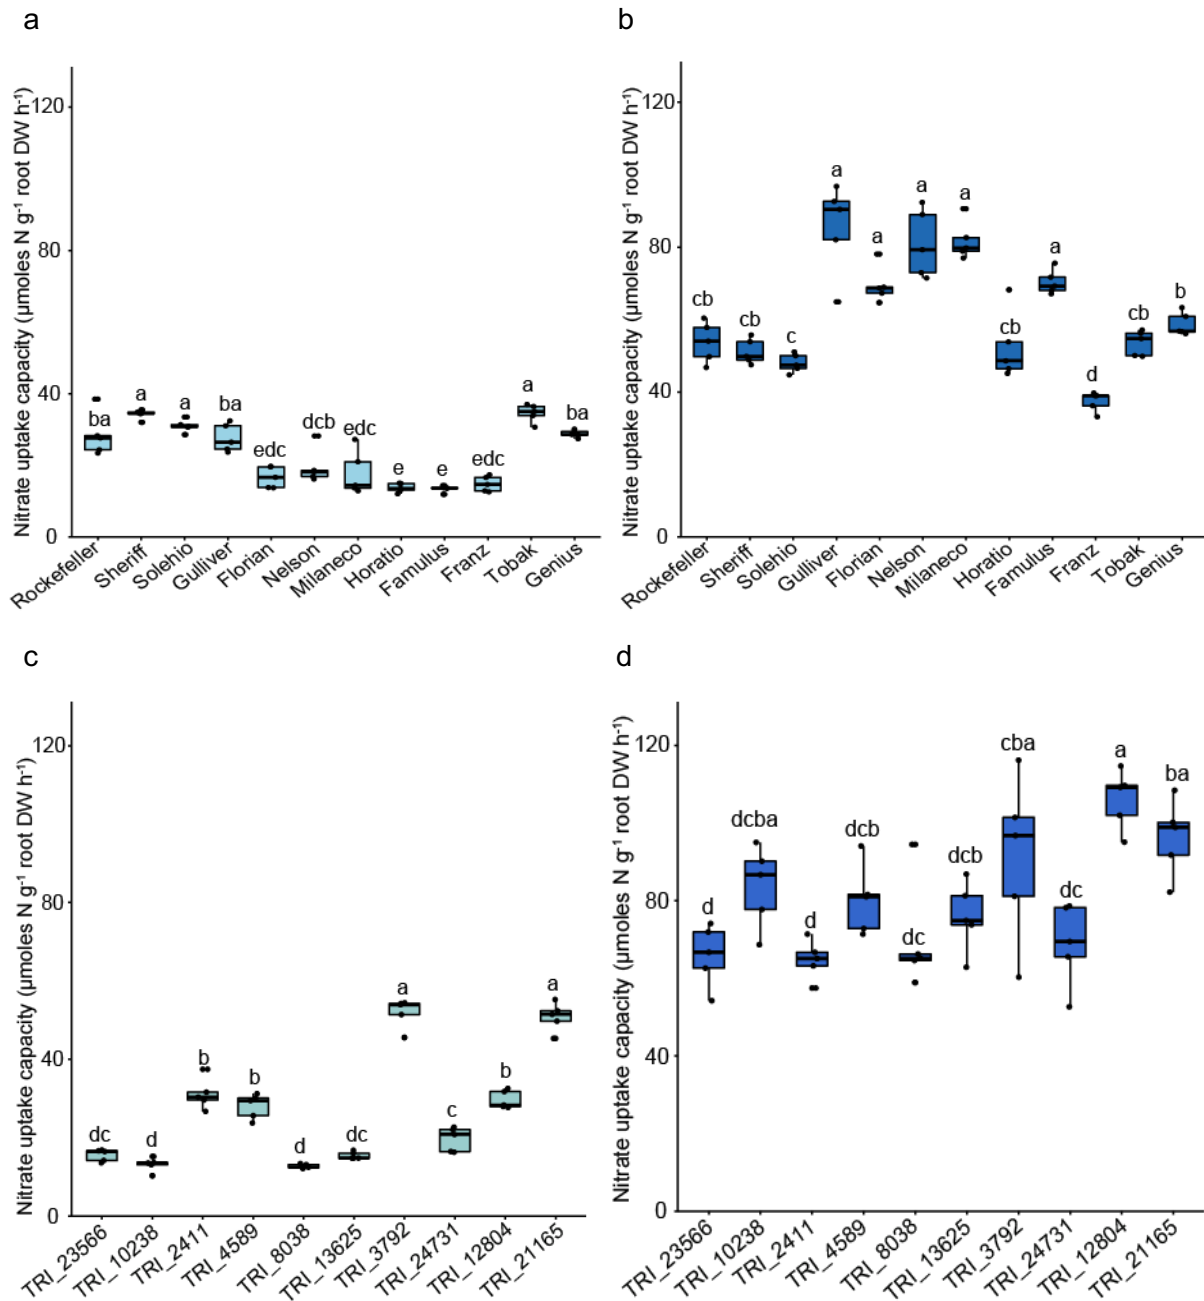 a
Nitrate uptake capacity (µmoles N g⁻¹ root DW h⁻¹)
120
80
40
0
ba
a
a
ba
edc
dcb
edc
e
e
edc
a
ba
Rockefeller
Sheriff
Solehio
Gulliver
Florian
Nelson
Milaneco
Horatio
Famulus
Franz
Tobak
Genius
b
Nitrate uptake capacity (µmoles N g⁻¹ root DW h⁻¹)
120
80
40
0
cb
cb
c
a
a
a
a
cb
a
d
cb
b
Rockefeller
Sheriff
Solehio
Gulliver
Florian
Nelson
Milaneco
Horatio
Famulus
Franz
Tobak
Genius
c
Nitrate uptake capacity (µmoles N g⁻¹ root DW h⁻¹)
120
80
40
0
dc
d
b
b
d
dc
a
c
b
a
TRI_23566
TRI_10238
TRI_2411
TRI_4589
TRI_8038
TRI_13625
TRI_3792
TRI_24731
TRI_12804
TRI_21165
d
Nitrate uptake capacity (µmoles N g⁻¹ root DW h⁻¹)
120
80
40
0
d
dcba
d
dcb
dc
dcb
cba
dc
a
ba
TRI_23566
TRI_10238
TRI_2411
TRI_4589
TRI_8038
TRI_13625
TRI_3792
TRI_24731
TRI_12804
TRI_21165